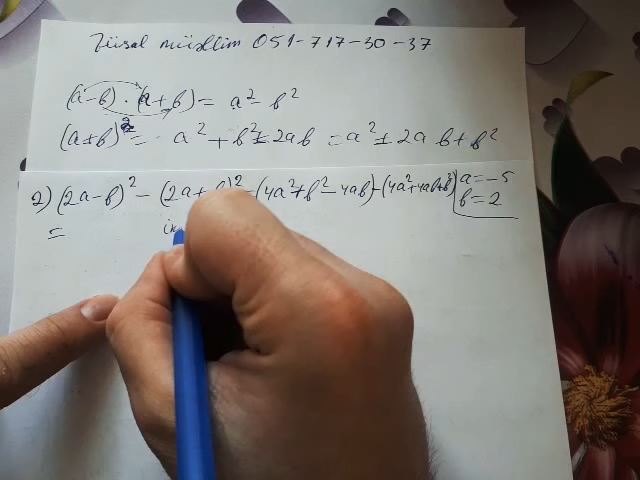 müəllim 051-717-30-37
(a-b)·(a+b)= a²-b²
(a±b)²= a²+b²±2ab = a²±2ab+b²
2) (2a-b)² - (2a+b)² = (4a²+b²-4ab)-(4a²+4ab+b²) a=-5
b=2
=